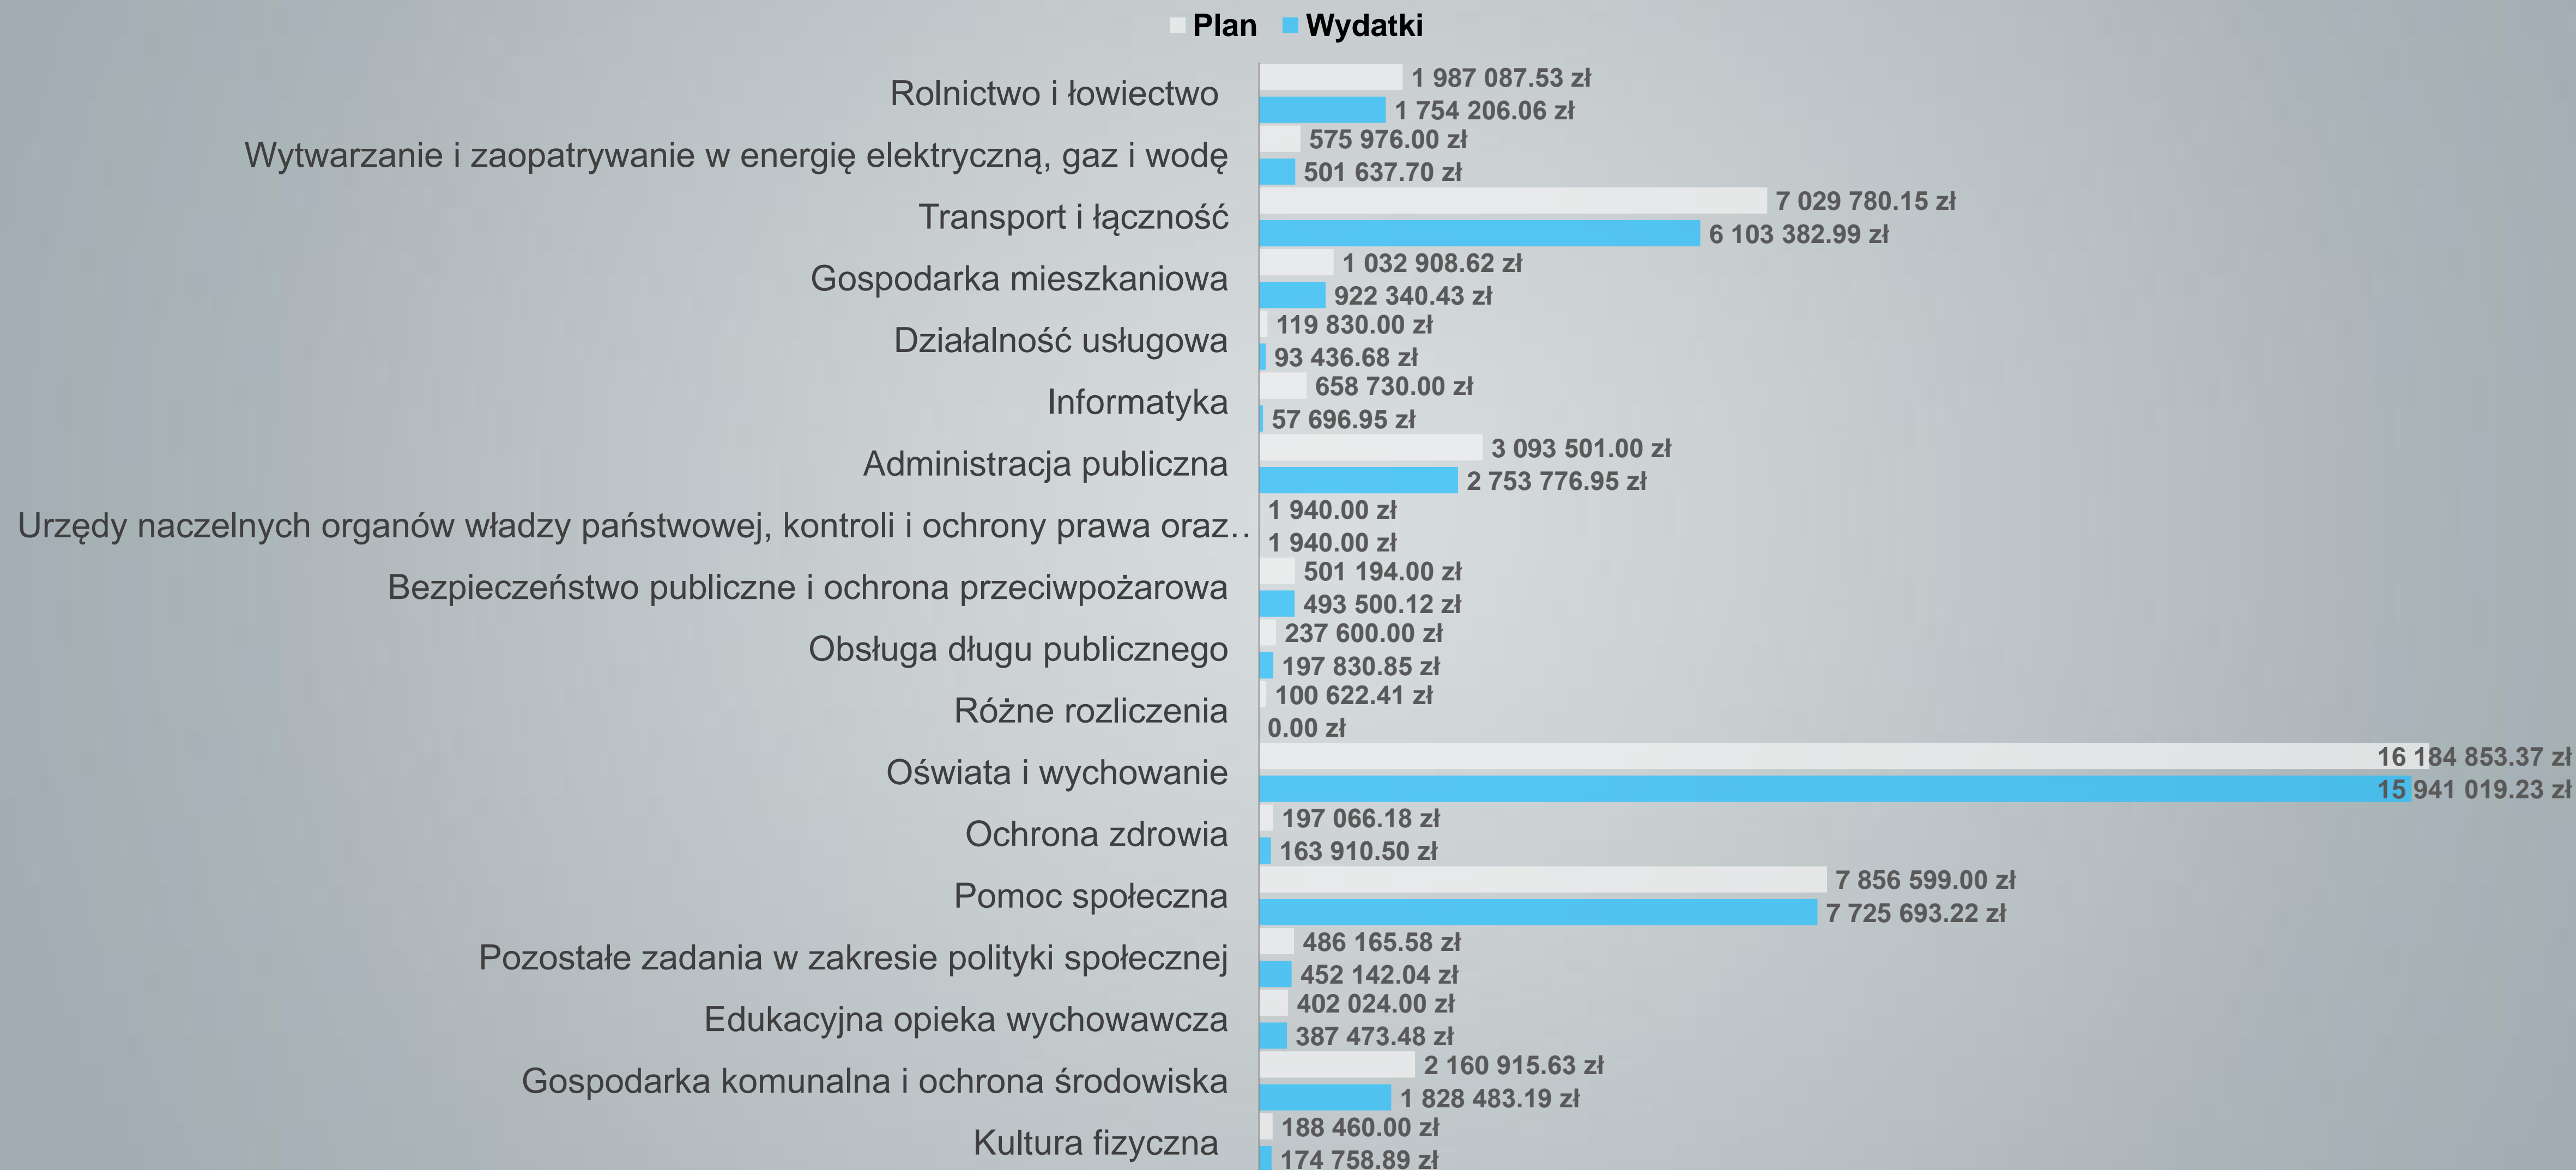 Plan Wydatki
Rolnictwo i łowiectwo
1 987 087.53 zł
1 754 206.06 zł
Wytwarzanie i zaopatrywanie w energię elektryczną, gaz i wodę
575 976.00 zł
501 637.70 zł
Transport i łączność
7 029 780.15 zł
6 103 382.99 zł
Gospodarka mieszkaniowa
1 032 908.62 zł
922 340.43 zł
Działalność usługowa
119 830.00 zł
93 436.68 zł
Informatyka
658 730.00 zł
57 696.95 zł
Administracja publiczna
3 093 501.00 zł
2 753 776.95 zł
Urzędy naczelnych organów władzy państwowej, kontroli i ochrony prawa oraz..
1 940.00 zł
1 940.00 zł
Bezpieczeństwo publiczne i ochrona przeciwpożarowa
501 194.00 zł
493 500.12 zł
Obsługa długu publicznego
237 600.00 zł
197 830.85 zł
Różne rozliczenia
100 622.41 zł
0.00 zł
Oświata i wychowanie
16 184 853.37 zł
15 941 019.23 zł
Ochrona zdrowia
197 066.18 zł
163 910.50 zł
Pomoc społeczna
7 856 599.00 zł
7 725 693.22 zł
Pozostałe zadania w zakresie polityki społecznej
486 165.58 zł
452 142.04 zł
Edukacyjna opieka wychowawcza
402 024.00 zł
387 473.48 zł
Gospodarka komunalna i ochrona środowiska
2 160 915.63 zł
1 828 483.19 zł
Kultura fizyczna
188 460.00 zł
174 758.89 zł